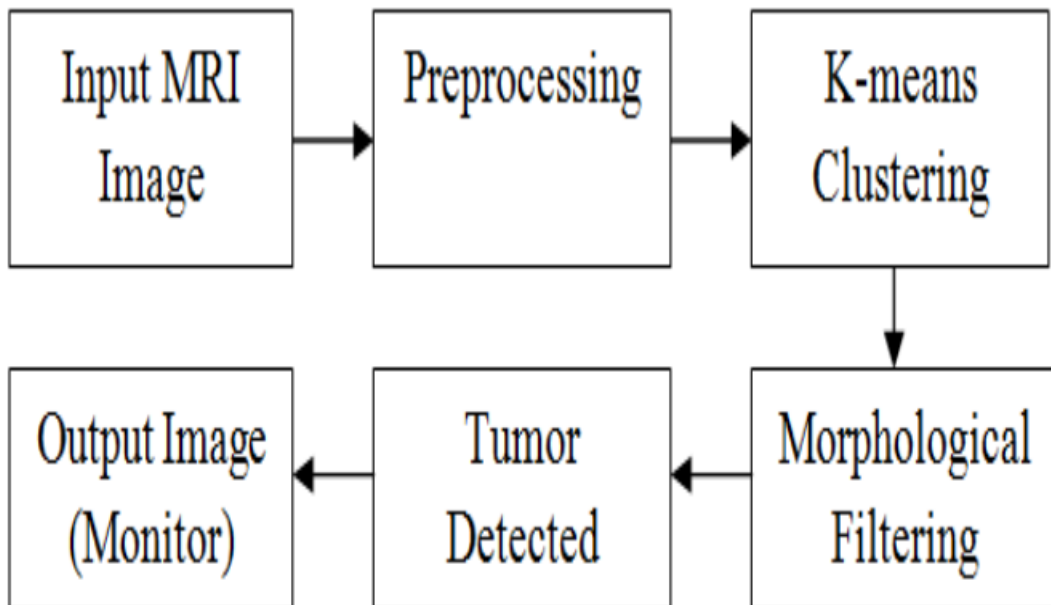 Input MRI
Image
Preprocessing
K-means
Clustering
Morphological
Filtering
Tumor
Detected
Output Image
(Monitor)